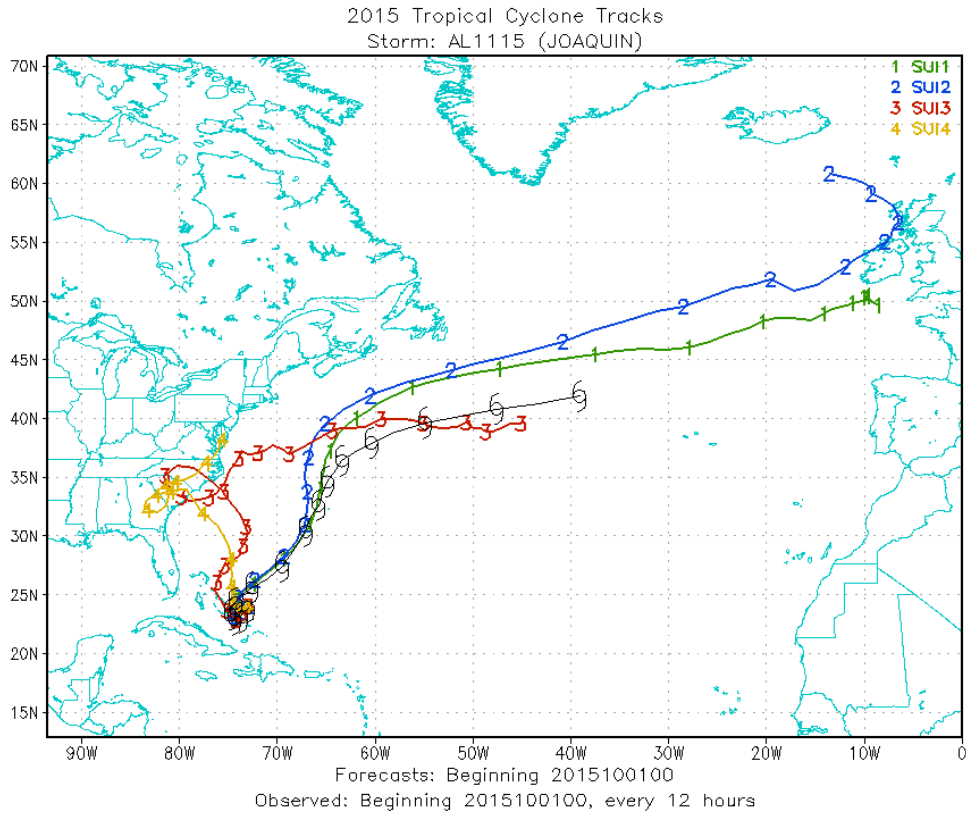 2015 Tropical Cyclone Tracks
Storm: AL1115 (JOAQUIN)
70N
65N
60N
55N
50N
45N
40N
35N
30N
25N
20N
15N
1 SUI1
2 SUI2
3 SUI3
4 SUI4
90W 80W 70W 60W 50W 40W 30W 20W 10W 0
Forecasts: Beginning 2015100100
Observed: Beginning 2015100100, every 12 hours